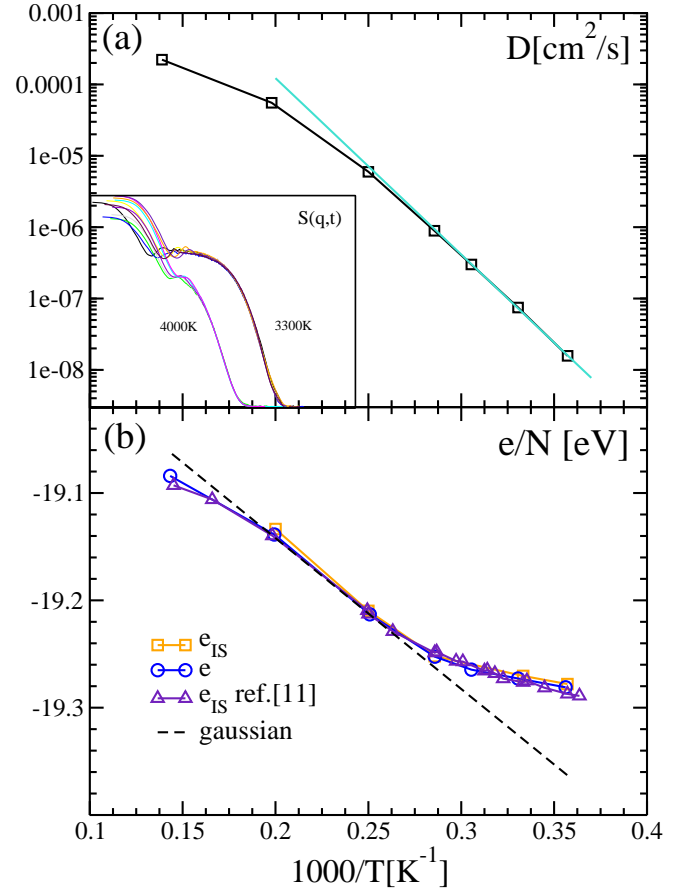 (a)
D[cm²/s]
0.001
0.0001
1e-05
1e-06
1e-07
1e-08
S(q,t)
4000K
3300K
(b)
e/N [eV]
-19.1
-19.2
-19.3
e_IS
e
e_IS ref.[11]
gaussian
0.1 0.15 0.2 0.25 0.3 0.35 0.4
1000/T[K⁻¹]